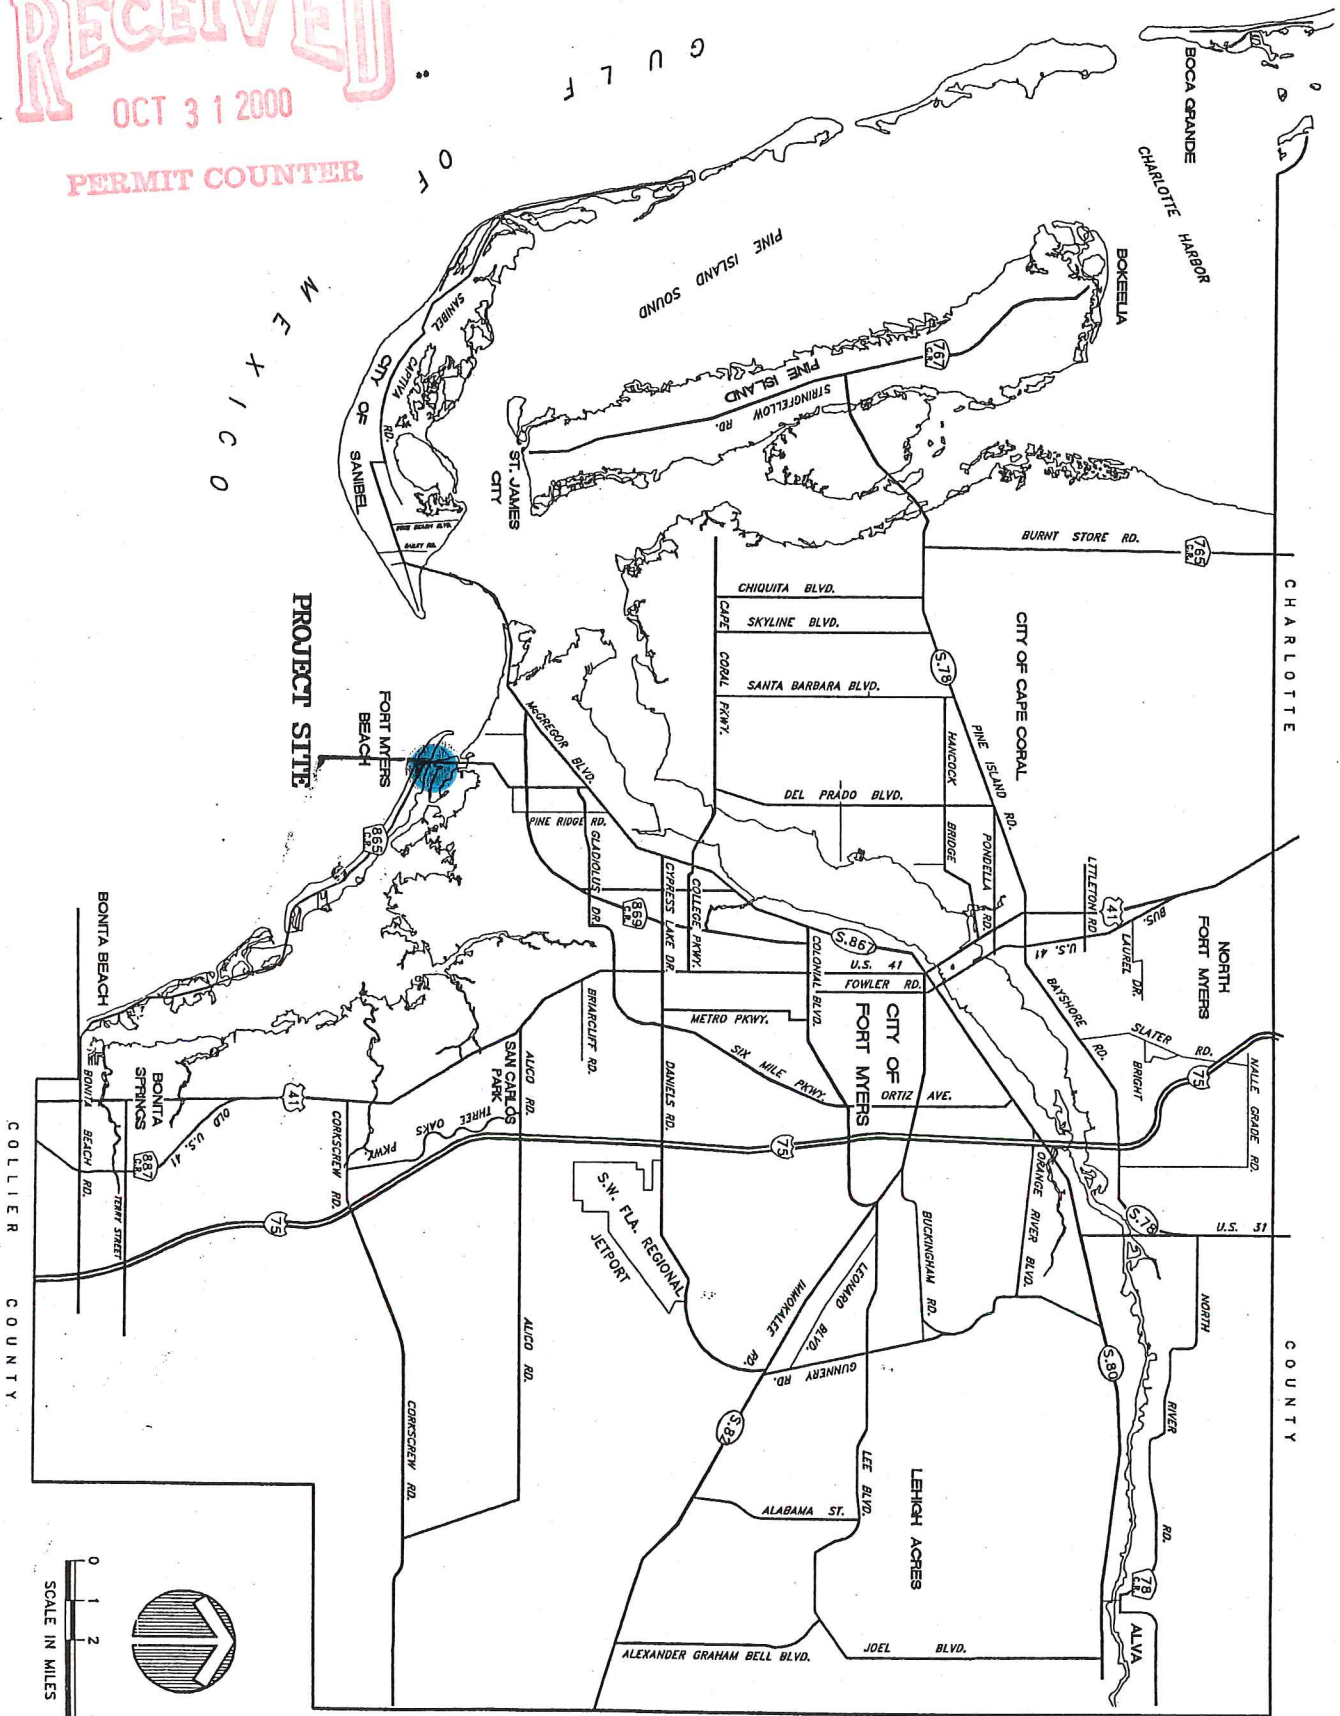 RECEIVED
OCT 31 2000
PERMIT COUNTER
GULF
OF
MEXICO
BOCA GRANDE
CHARLOTTE HARBOR
BOKEELIA
PINE ISLAND SOUND
767
C.R.
PINE ISLAND
STRINGFELLOW RD.
ST. JAMES
CITY
SANIBEL
CAPTIVA
RD.
CITY OF SANIBEL
BAILEY RD.
PROJECT SITE
FORT MYERS
BEACH
BURNT STORE RD.
765
C.R.
CHARLOTTE COUNTY
CITY OF CAPE CORAL
CHIQUITA BLVD.
SKYLINE BLVD.
CAPE CORAL PKWY.
SANTA BARBARA BLVD.
S.78
PINE ISLAND RD.
HANCOCK BRIDGE
DEL PRADO BLVD.
PONDELLA RD.
McGREGOR BLVD.
PINE RIDGE RD.
GLADIOLUS DR.
CYPRESS LAKE DR.
COLLEGE PKWY.
869
C.R.
865
C.R.
S.867
COLONIAL BLVD.
U.S. 41
FOWLER RD.
CITY OF
FORT MYERS
METRO PKWY.
SIX MILE PKWY.
ORTIZ AVE.
LITTLETON RD
41
BUS.
U.S. 41
LAUREL DR.
NORTH
FORT MYERS
BAYSHORE RD.
SLATER RD.
BRIGHT
75
NALLE GRADE RD.
BRIARCLIFF RD.
DANIELS RD.
ALICO RD.
SAN CARLOS
PARK
THREE OAKS PKWY.
CORKSCREW RD.
41
BONITA BEACH
BONITA
SPRINGS
OLD U.S. 41
887
C.R.
BONITA BEACH RD.
TERRY STREET
75
75
S.W. FLA. REGIONAL
JETPORT
ORANGE RIVER BLVD.
BUCKINGHAM RD.
LEONARD BLVD.
IMMOKALEE RD.
GUNNERY RD.
S.78
U.S. 31
NORTH RIVER RD.
S.80
S.82
ALICO RD.
CORKSCREW RD.
LEE BLVD.
LEHIGH ACRES
ALABAMA ST.
JOEL BLVD.
ALEXANDER GRAHAM BELL BLVD.
78
C.R.
ALVA
COLLIER COUNTY
0 1 2
SCALE IN MILES